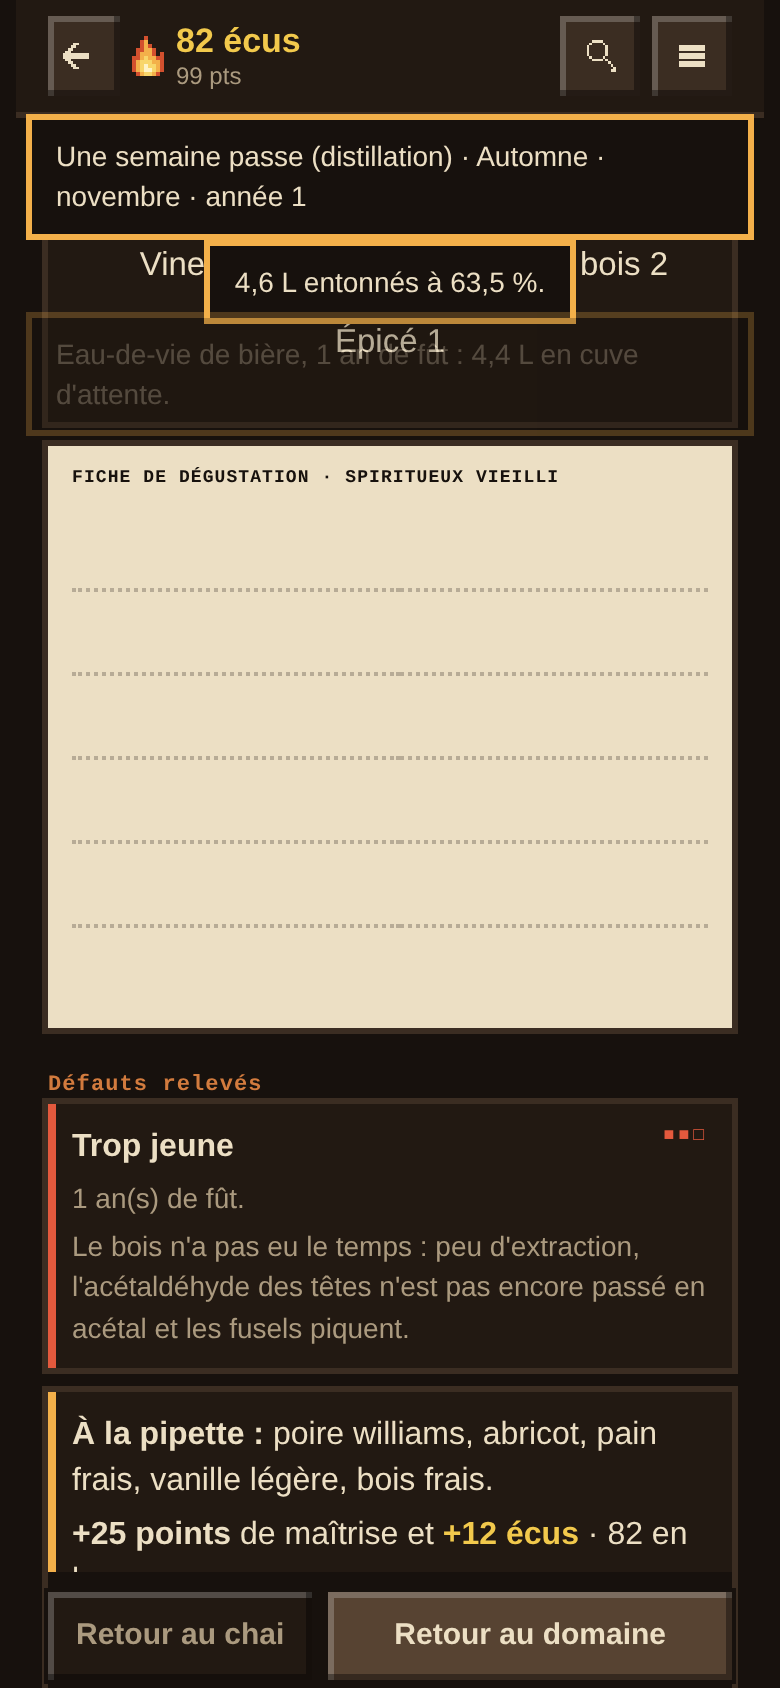 82 écus
99 pts
Une semaine passe (distillation) · Automne ·
novembre · année 1
Vine
4,6 L entonnés à 63,5 %.
bois 2
Épicé 1
Eau-de-vie de bière, 1 an de fût : 4,4 L en cuve
d'attente.
FICHE DE DÉGUSTATION · SPIRITUEUX VIEILLI
Défauts relevés
Trop jeune
1 an(s) de fût.
Le bois n'a pas eu le temps : peu d'extraction,
l'acétaldéhyde des têtes n'est pas encore passé en
acétal et les fusels piquent.
À la pipette : poire williams, abricot, pain
frais, vanille légère, bois frais.
+25 points de maîtrise et +12 écus · 82 en
Retour au chai
Retour au domaine